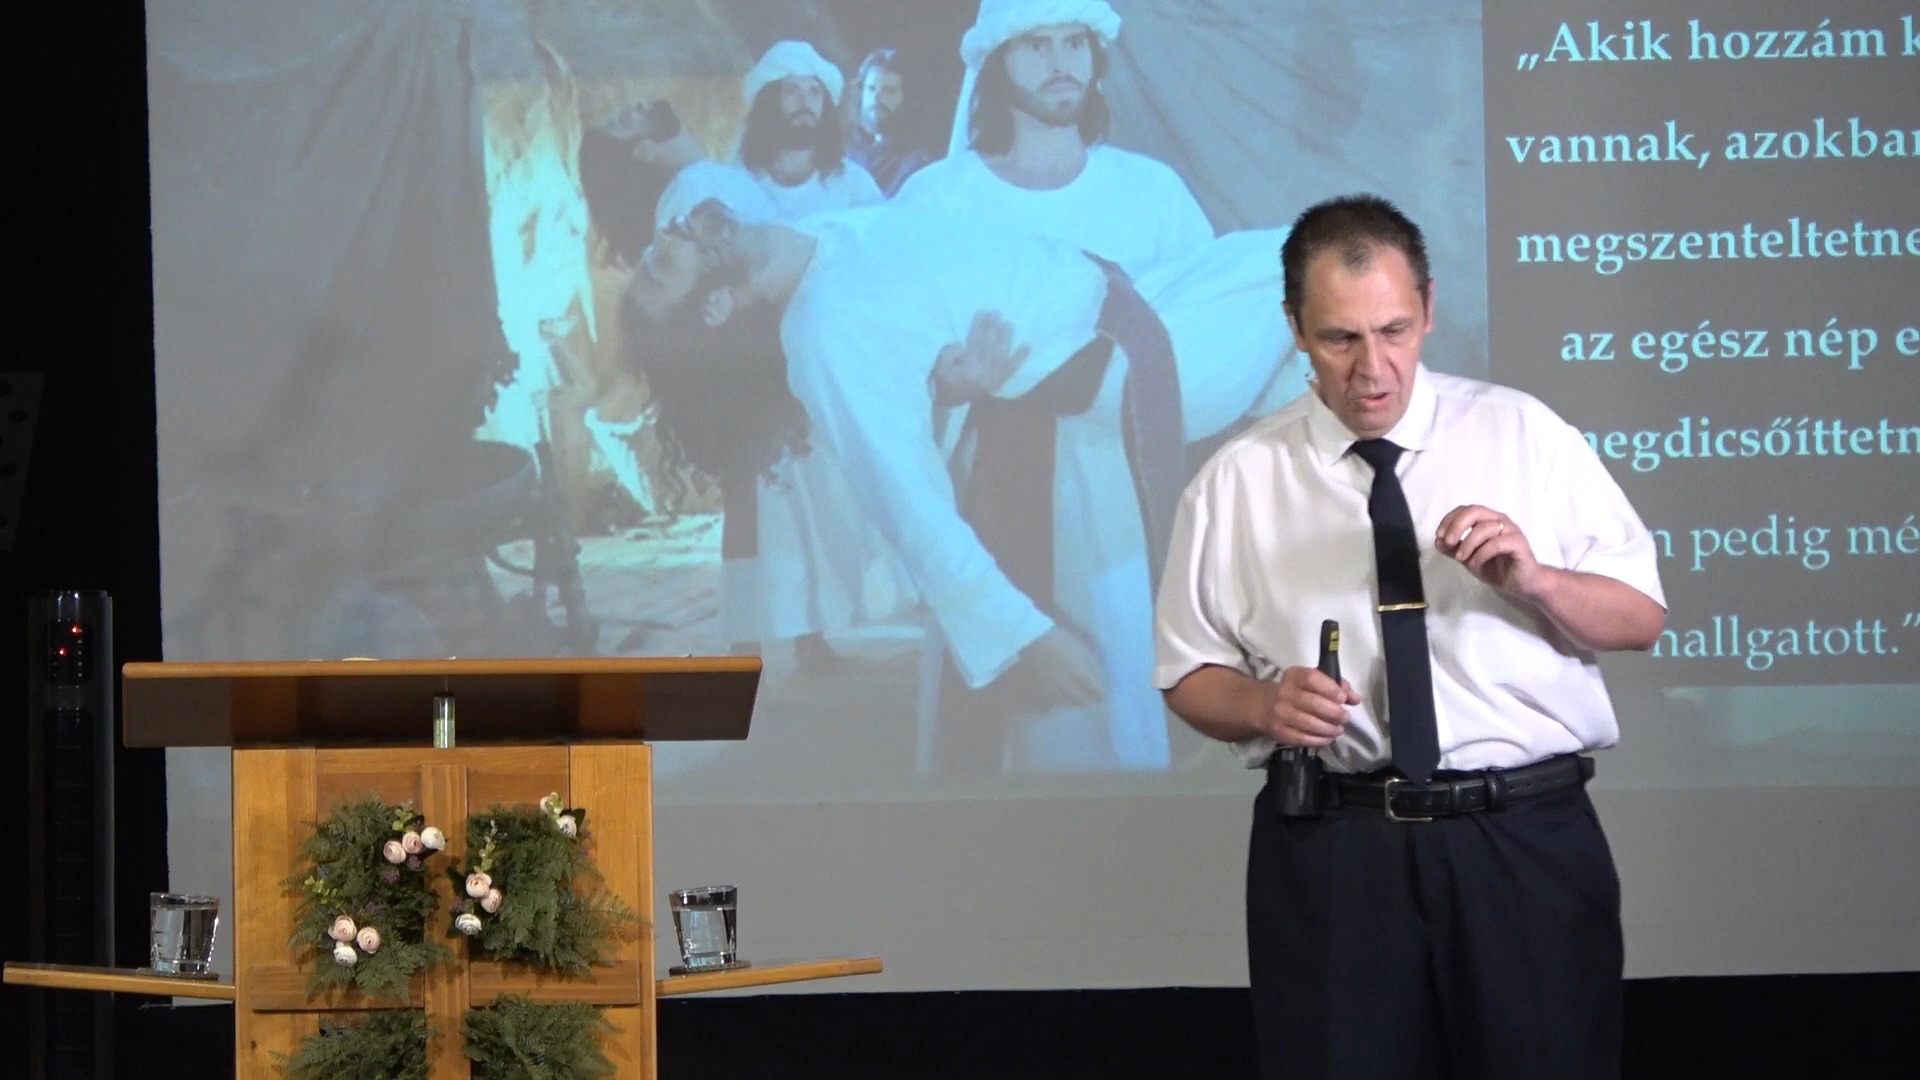 „Akik hozzám k
vannak, azokban
megszenteltetne
az egész nép e
megdicsőíttetn
n pedig mé
hallgatott.”